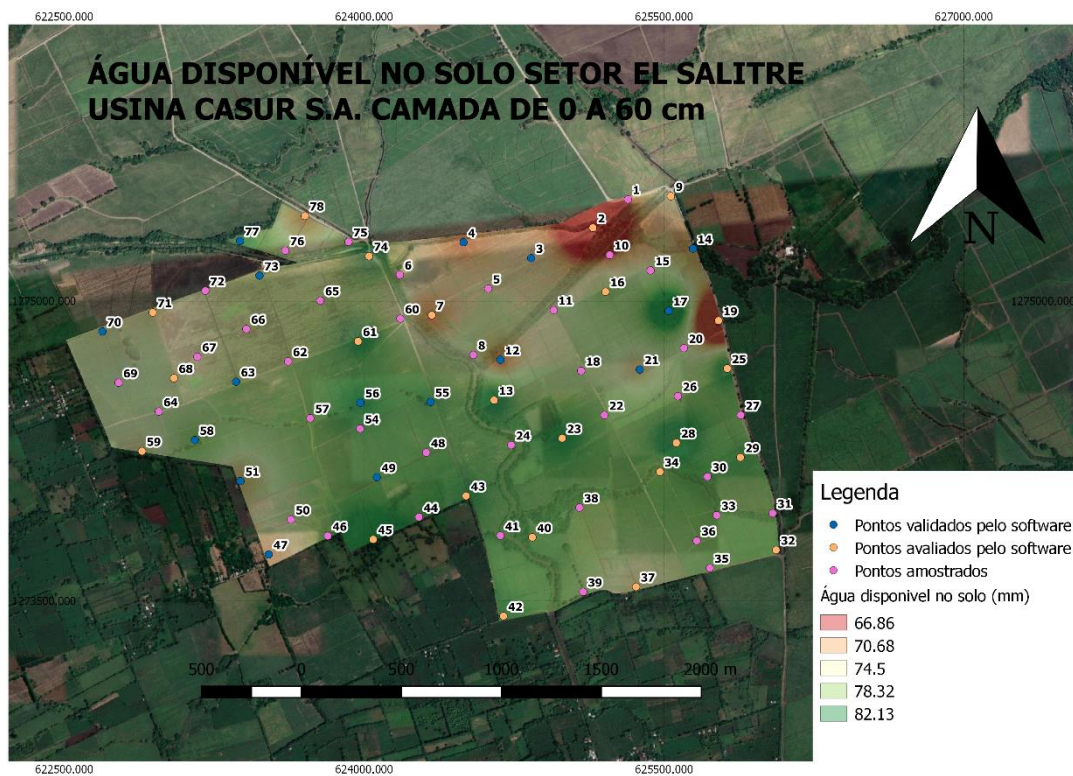 622500.000 624000.000 625500.000 627000.000
ÁGUA DISPONÍVEL NO SOLO SETOR EL SALITRE
USINA CASUR S.A. CAMADA DE 0 A 60 cm
N
1 9
2
78
77 75 4 14
76 74 3 10
73 6 15
72 5 16
1275000.000 65 1275000.000
71 60 7 11 17 19
70 66
61 20
67 62 8 12 18 21 25
69 68 63
56 55 13 26
64 57 54 22 27
58 24 23 28
59 48 29
51 49 34 30
43
50 44 38 33 31
46 45 41 40 36
47 32
35
39 37
1273500.000
42
500 0 500 1000 1500 2000 m
Legenda
Pontos validados pelo software
Pontos avaliados pelo software
Pontos amostrados
Água disponivel no solo (mm)
66.86
70.68
74.5
78.32
82.13
622500.000 624000.000 625500.000